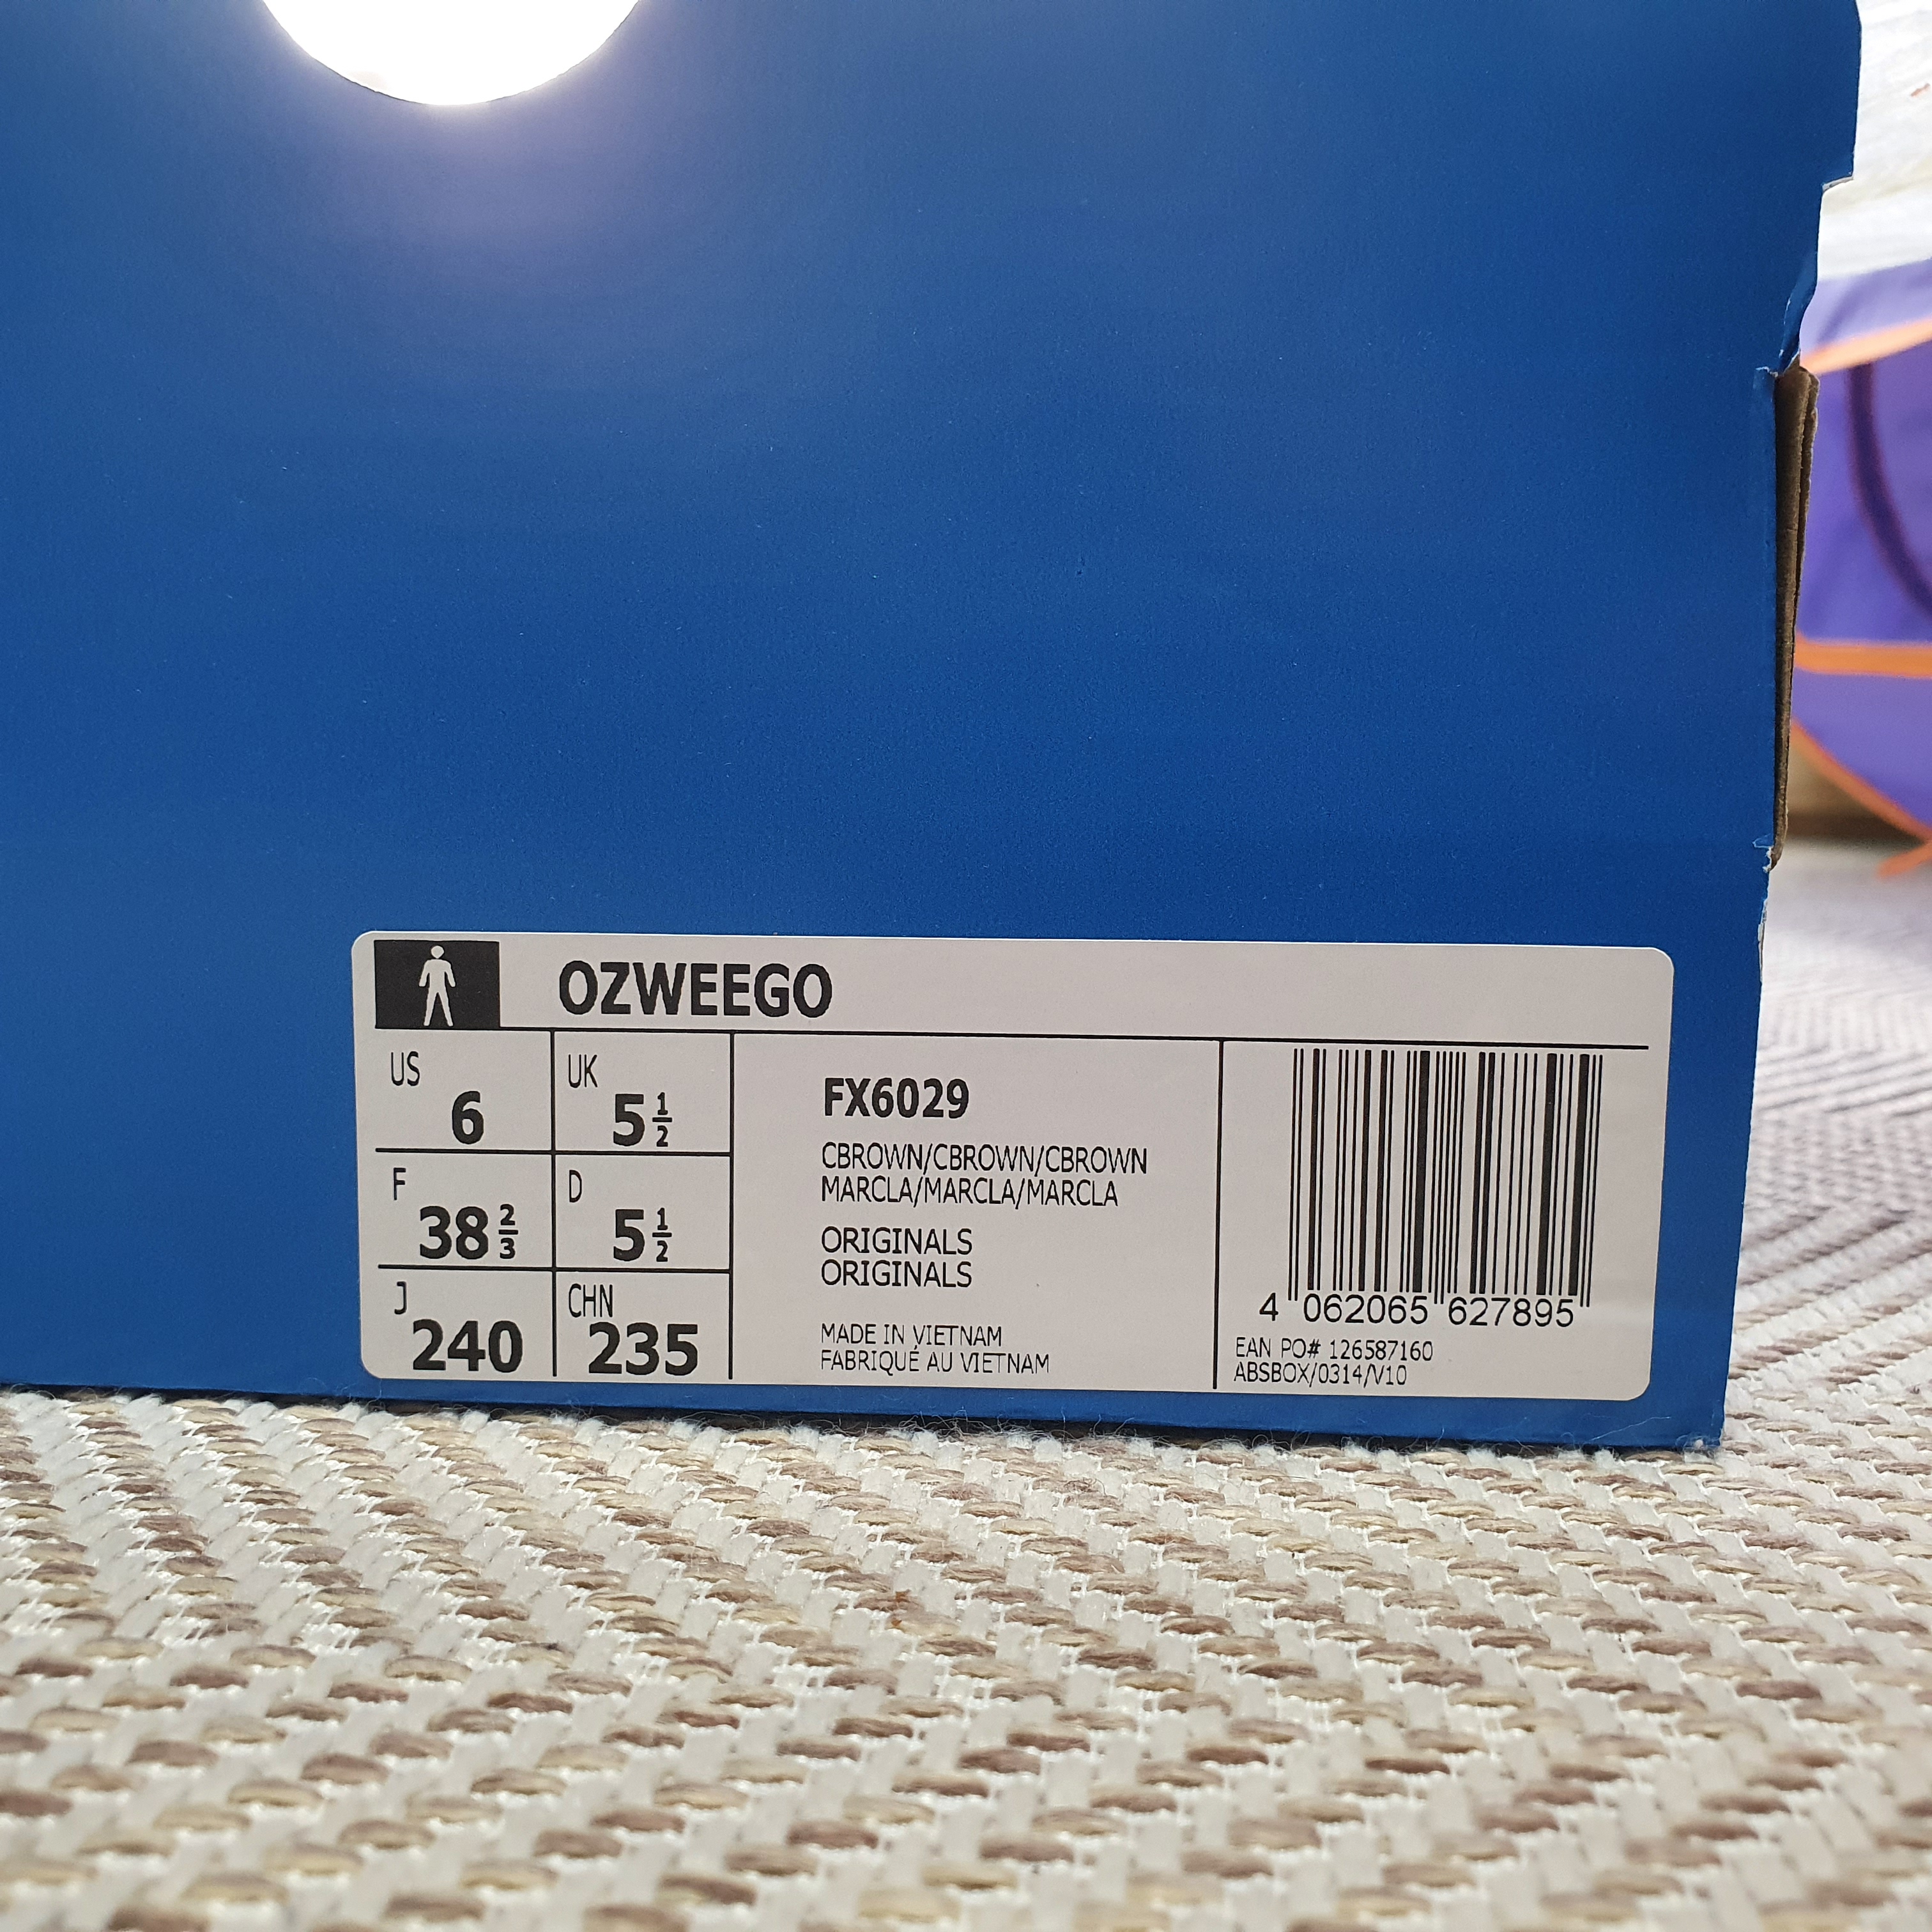 OZWEEGO
US
6
UK
5 1/2
F
38 2/3
D
5 1/2
J
240
CHN
235
FX6029
CBROWN/CBROWN/CBROWN
MARCLA/MARCLA/MARCLA
ORIGINALS
ORIGINALS
MADE IN VIETNAM
FABRIQUÉ AU VIETNAM
4 062065 627895
EAN PO# 126587160
ABSBOX/0314/V10